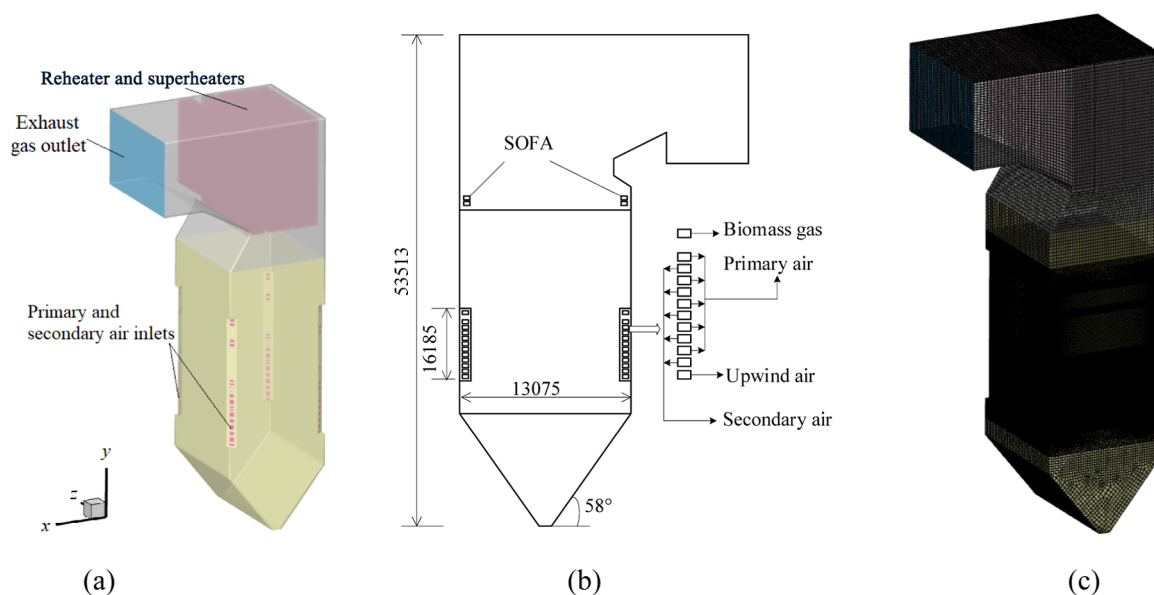 Reheater and superheaters
Exhaust
gas outlet
Primary and
secondary air inlets
y
z
x
(a)
SOFA
53513
16185
13075
58°
Biomass gas
Primary air
Upwind air
Secondary air
(b)
(c)